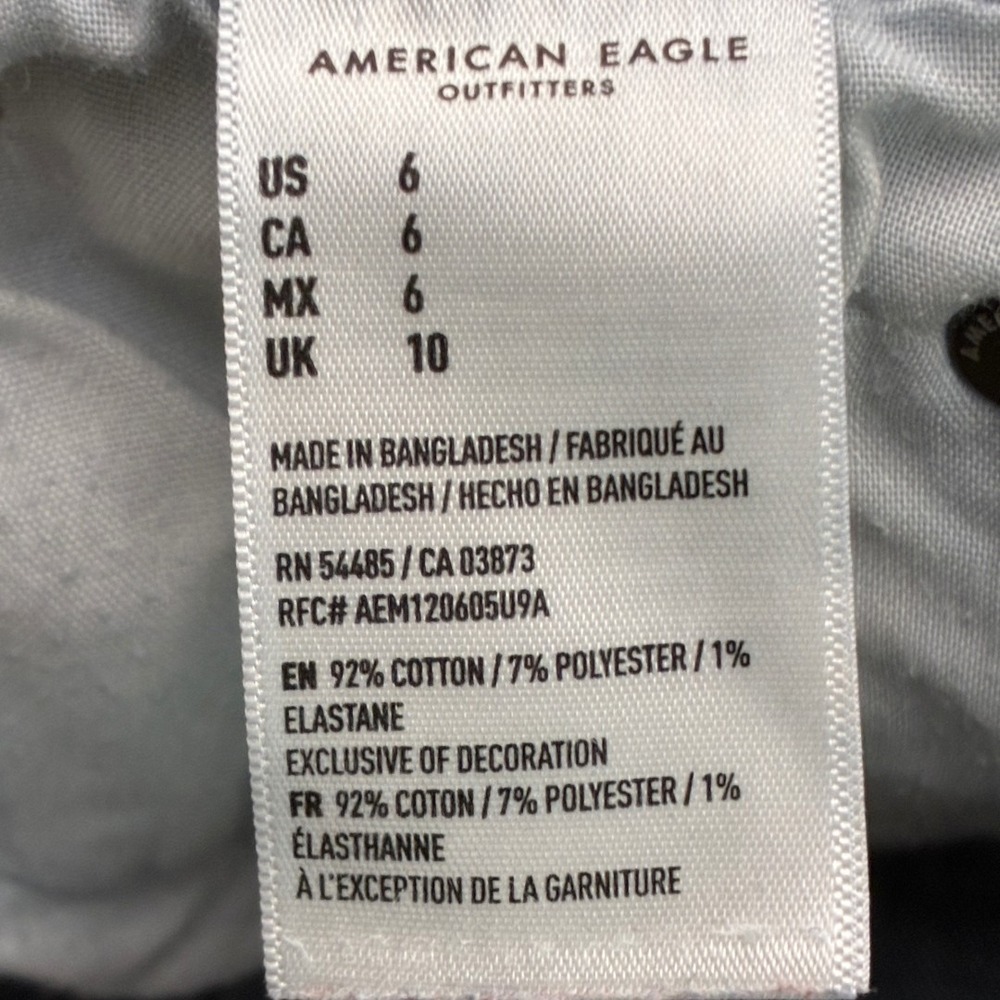 AMERICAN EAGLE
OUTFITTERS
US 6
CA 6
MX 6
UK 10
MADE IN BANGLADESH / FABRIQUÉ AU
BANGLADESH / HECHO EN BANGLADESH
RN 54485 / CA 03873
RFC# AEM120605U9A
EN 92% COTTON / 7% POLYESTER / 1%
ELASTANE
EXCLUSIVE OF DECORATION
FR 92% COTON / 7% POLYESTER / 1%
ÉLASTHANNE
À L'EXCEPTION DE LA GARNITURE